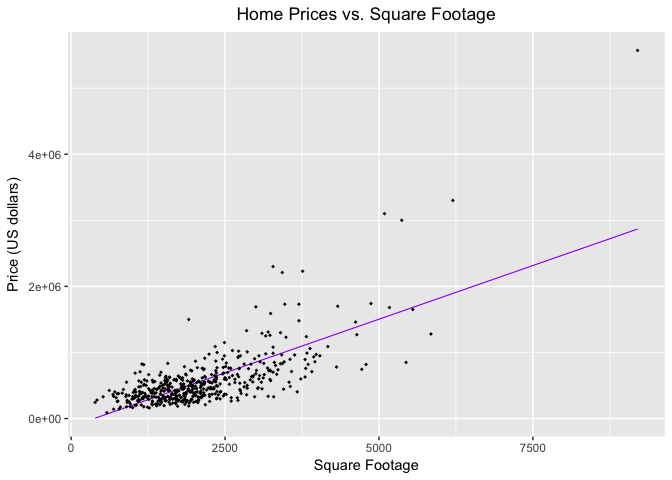 Home Prices vs. Square Footage
Price (US dollars)
4e+06
2e+06
0e+00
0 2500 5000 7500
Square Footage